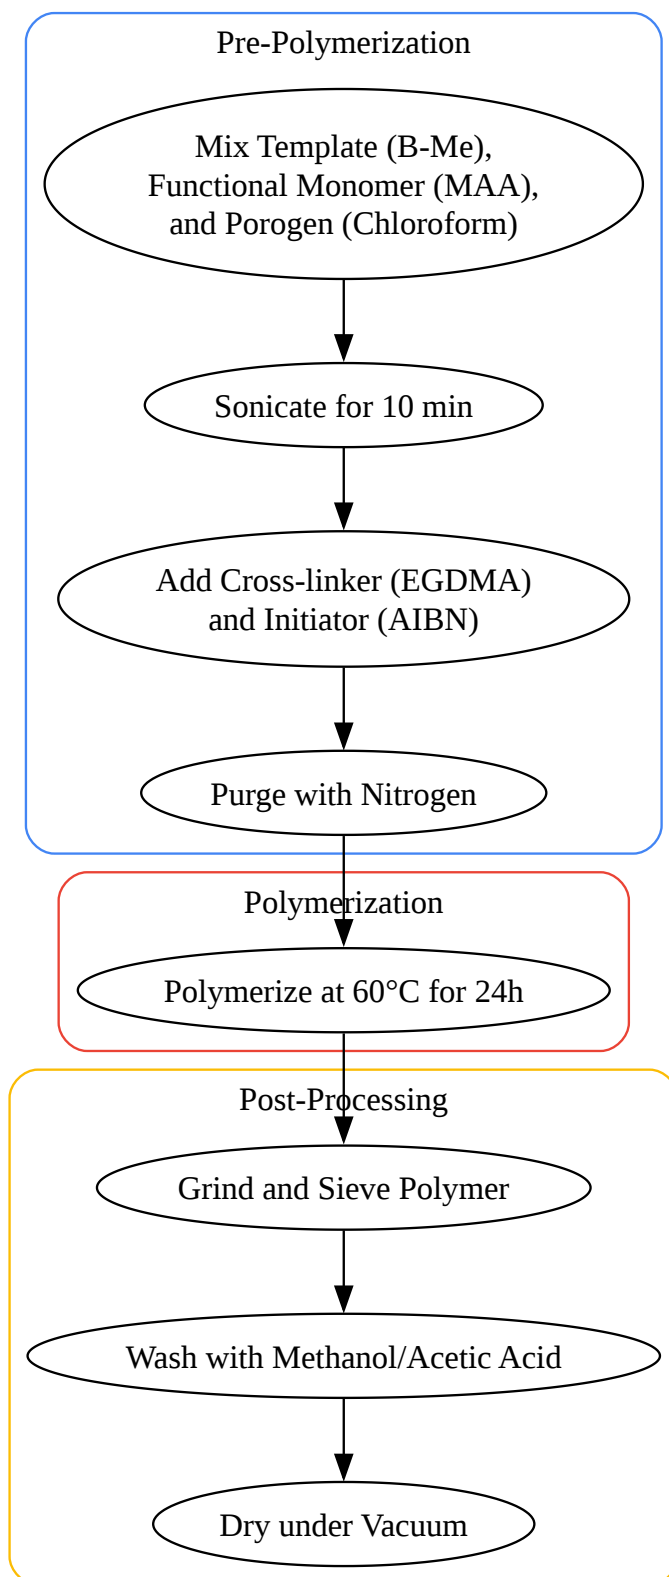 Pre-Polymerization
Mix Template (B-Me),
Functional Monomer (MAA),
and Porogen (Chloroform)
Sonicate for 10 min
Add Cross-linker (EGDMA)
and Initiator (AIBN)
Purge with Nitrogen
Polymerization
Polymerize at 60°C for 24h
Post-Processing
Grind and Sieve Polymer
Wash with Methanol/Acetic Acid
Dry under Vacuum